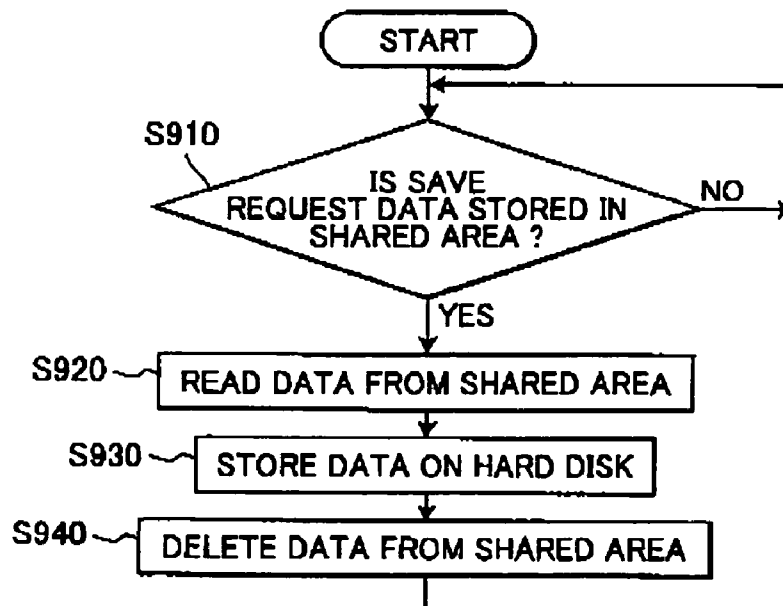 START
S910
IS SAVE
REQUEST DATA STORED IN
SHARED AREA ?
NO
YES
S920
READ DATA FROM SHARED AREA
S930
STORE DATA ON HARD DISK
S940
DELETE DATA FROM SHARED AREA